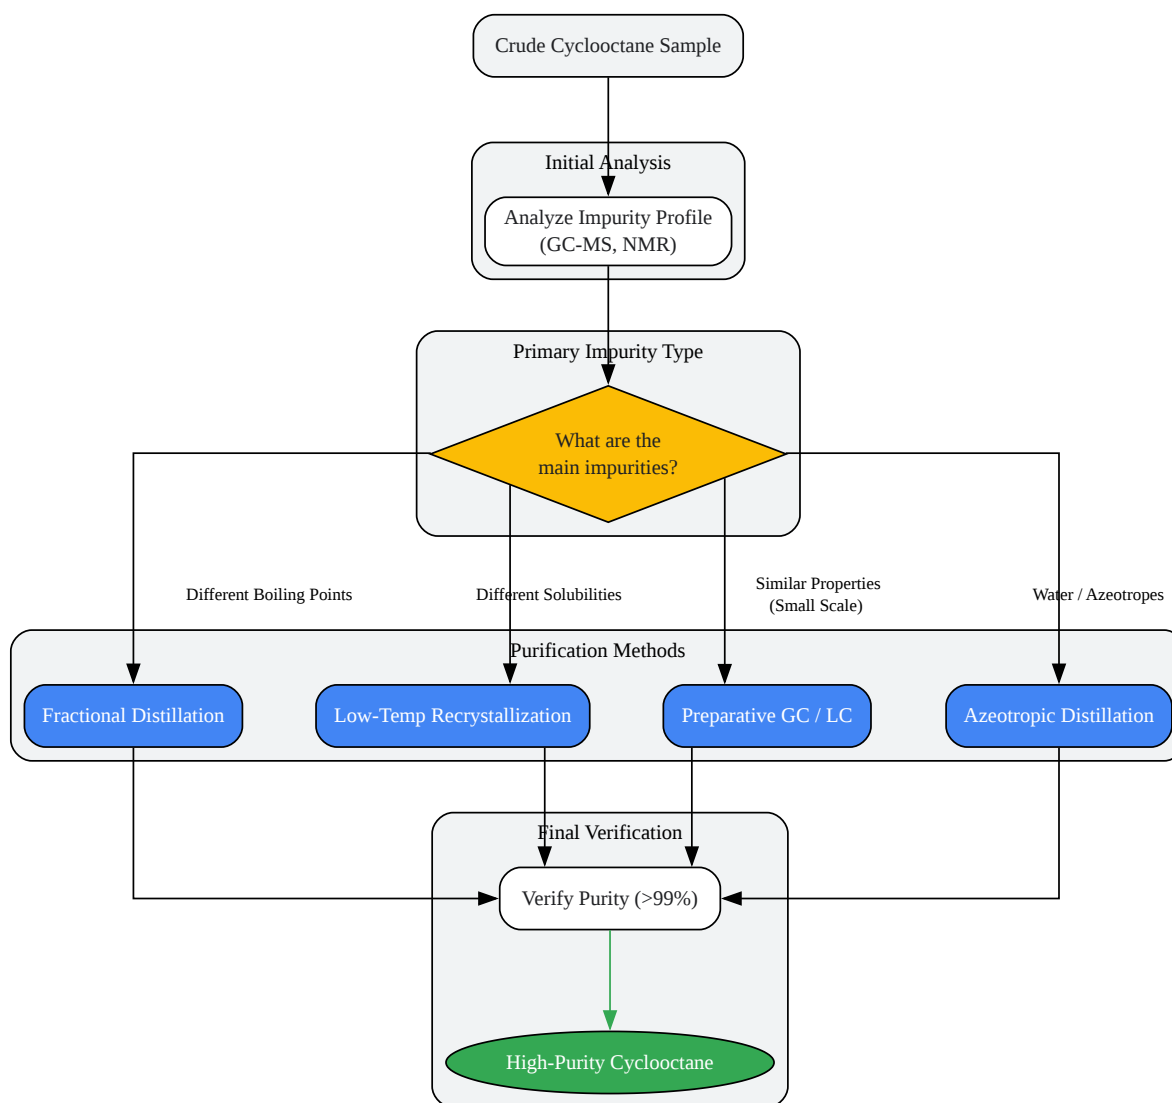 Crude Cyclooctane Sample
Initial Analysis
Analyze Impurity Profile
(GC-MS, NMR)
Primary Impurity Type
What are the
main impurities?
Different Boiling Points
Different Solubilities
Similar Properties
(Small Scale)
Water / Azeotropes
Purification Methods
Fractional Distillation
Low-Temp Recrystallization
Preparative GC / LC
Azeotropic Distillation
Final Verification
Verify Purity (>99%)
High-Purity Cyclooctane